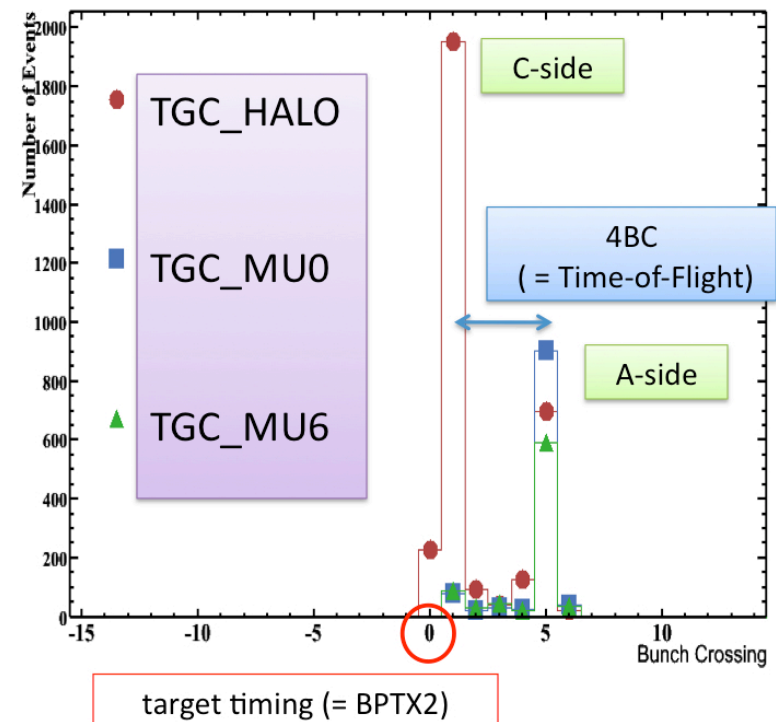 Number of Events
2000
1800
1600
1400
1200
1000
800
600
400
200
0
TGC_HALO
TGC_MU0
TGC_MU6
C-side
4BC
( = Time-of-Flight)
A-side
-15 -10 -5 0 5 10
Bunch Crossing
target timing (= BPTX2)